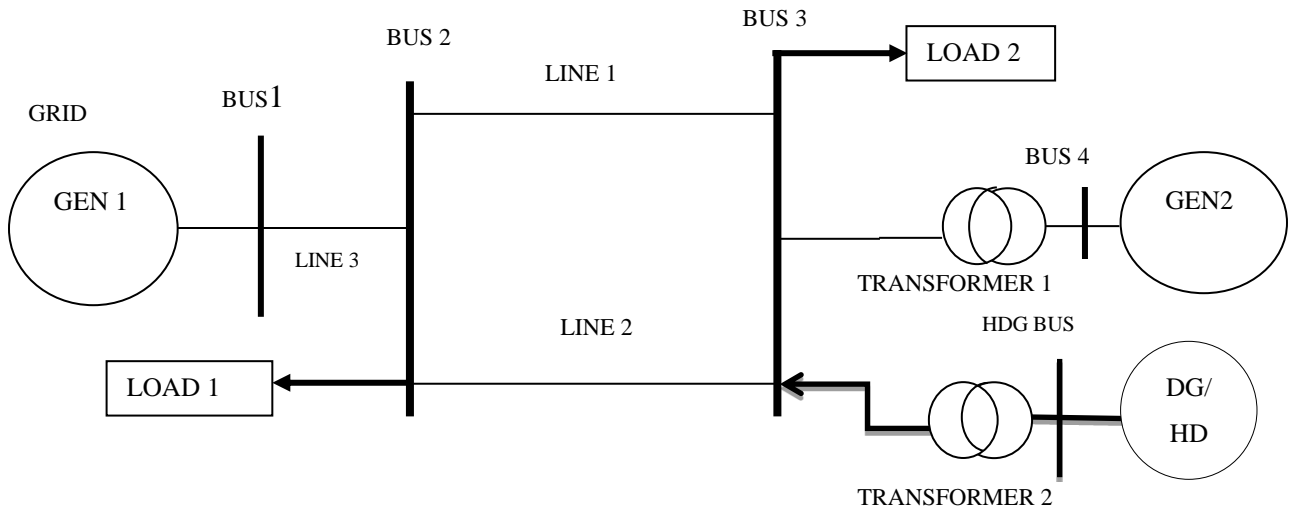 BUS 3
BUS 2
LOAD 2
LINE 1
BUS1
GRID
BUS 4
GEN 1
GEN2
LINE 3
TRANSFORMER 1
HDG BUS
LINE 2
LOAD 1
DG/
HD
TRANSFORMER 2